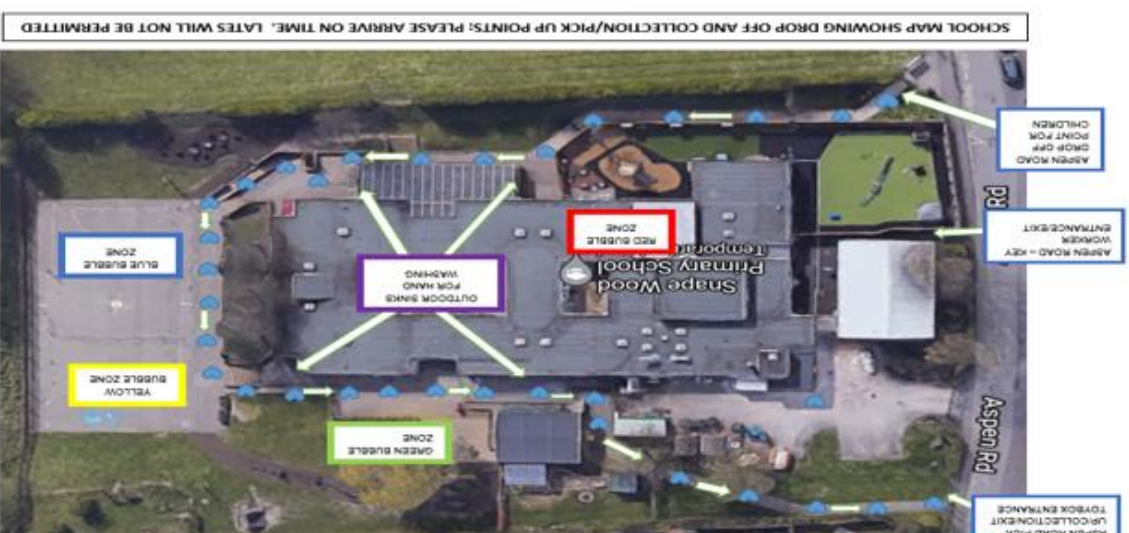 ASPEN ROAD PICK
UP/COLLECTION/EXIT
TOYBOX ENTRANCE
Aspen Rd
GREEN BUBBLE
ZONE
YELLOW
BUBBLE ZONE
OUTDOOR SINKS
FOR HAND
WASHING
Snape Wood
Primary School
RED BUBBLE
ZONE
BLUE BUBBLE
ZONE
ASPEN ROAD – KEY
WORKER
ENTRANCE/EXIT
ASPEN ROAD
DROP OFF
POINT FOR
CHILDREN
SCHOOL MAP SHOWING DROP OFF AND COLLECTION/PICK UP POINTS: PLEASE ARRIVE ON TIME. LATES WILL NOT BE PERMITTED